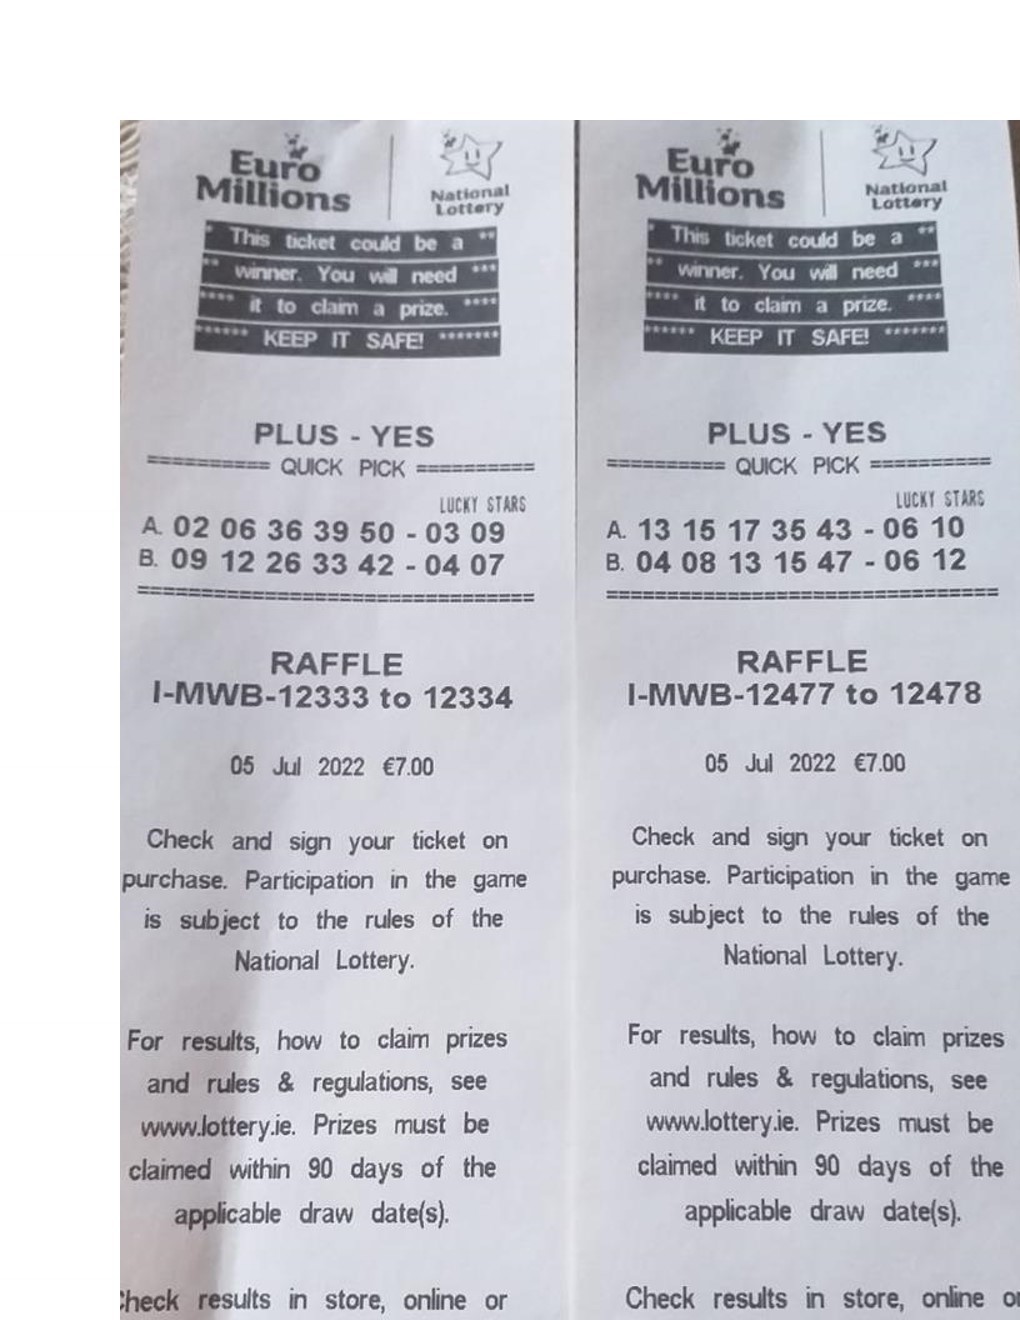 Euro
Millions
National
Lottery
* This ticket could be a **
** winner. You will need ***
**** it to claim a prize. ****
****** KEEP IT SAFE! *******
PLUS - YES
========== QUICK PICK ==========
LUCKY STARS
A. 02 06 36 39 50 - 03 09
B. 09 12 26 33 42 - 04 07
=================================
RAFFLE
I-MWB-12333 to 12334
05 Jul 2022 €7.00
Check and sign your ticket on
purchase. Participation in the game
is subject to the rules of the
National Lottery.
For results, how to claim prizes
and rules & regulations, see
www.lottery.ie. Prizes must be
claimed within 90 days of the
applicable draw date(s).
Check results in store, online or
Euro
Millions
National
Lottery
* This ticket could be a **
** winner. You will need ***
**** it to claim a prize. ****
****** KEEP IT SAFE! *******
PLUS - YES
========== QUICK PICK ==========
LUCKY STARS
A. 13 15 17 35 43 - 06 10
B. 04 08 13 15 47 - 06 12
=================================
RAFFLE
I-MWB-12477 to 12478
05 Jul 2022 €7.00
Check and sign your ticket on
purchase. Participation in the game
is subject to the rules of the
National Lottery.
For results, how to claim prizes
and rules & regulations, see
www.lottery.ie. Prizes must be
claimed within 90 days of the
applicable draw date(s).
Check results in store, online or